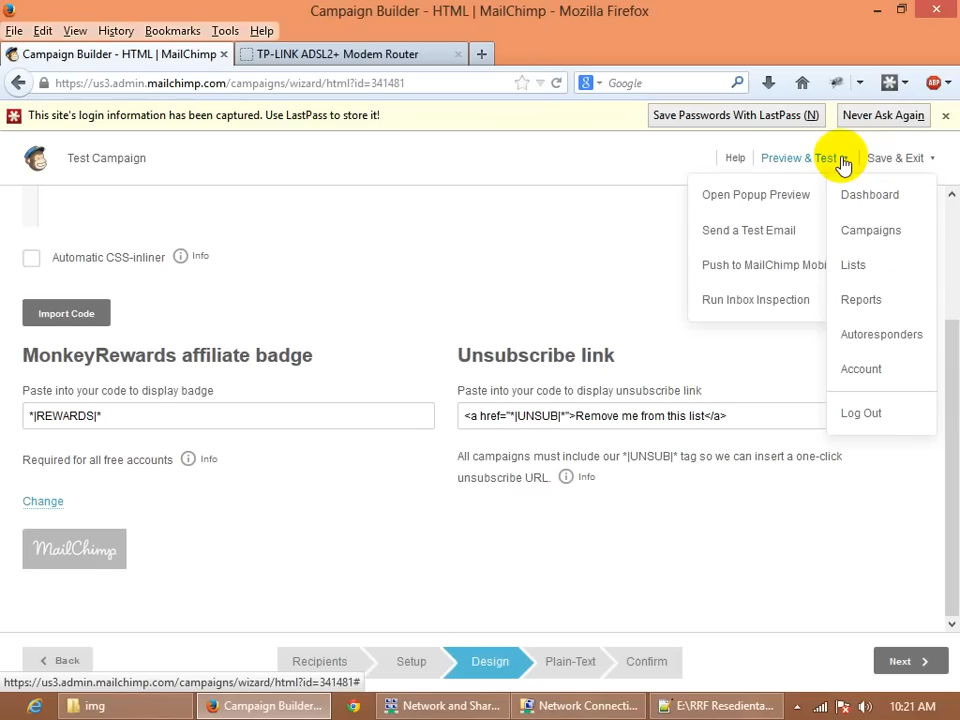 Campaign Builder - HTML | MailChimp - Mozilla Firefox
File Edit View History Bookmarks Tools Help
Campaign Builder - HTML | MailChimp × TP-LINK ADSL2+ Modem Router ×
https://us3.admin.mailchimp.com/campaigns/wizard/html?id=341481 Google
This site's login information has been captured. Use LastPass to store it! Save Passwords With LastPass (N) Never Ask Again ×
Test Campaign Help Preview & Test Save & Exit
Open Popup Preview Dashboard
Send a Test Email Campaigns
Push to MailChimp Mobi Lists
Run Inbox Inspection Reports
Autoresponders
Account
Log Out
Automatic CSS-inliner Info
Import Code
MonkeyRewards affiliate badge Unsubscribe link
Paste into your code to display badge Paste into your code to display unsubscribe link
*|REWARDS|* <a href="*|UNSUB|*">Remove me from this list</a>
Required for all free accounts Info All campaigns must include our *|UNSUB|* tag so we can insert a one-click
unsubscribe URL. Info
Change
MailChimp
Back Recipients Setup Design Plain-Text Confirm Next
https://us3.admin.mailchimp.com/campaigns/wizard/html?id=341481#
img Campaign Builder... Network and Shar... Network Connecti... E:\RRF Resedienta... 10:21 AM